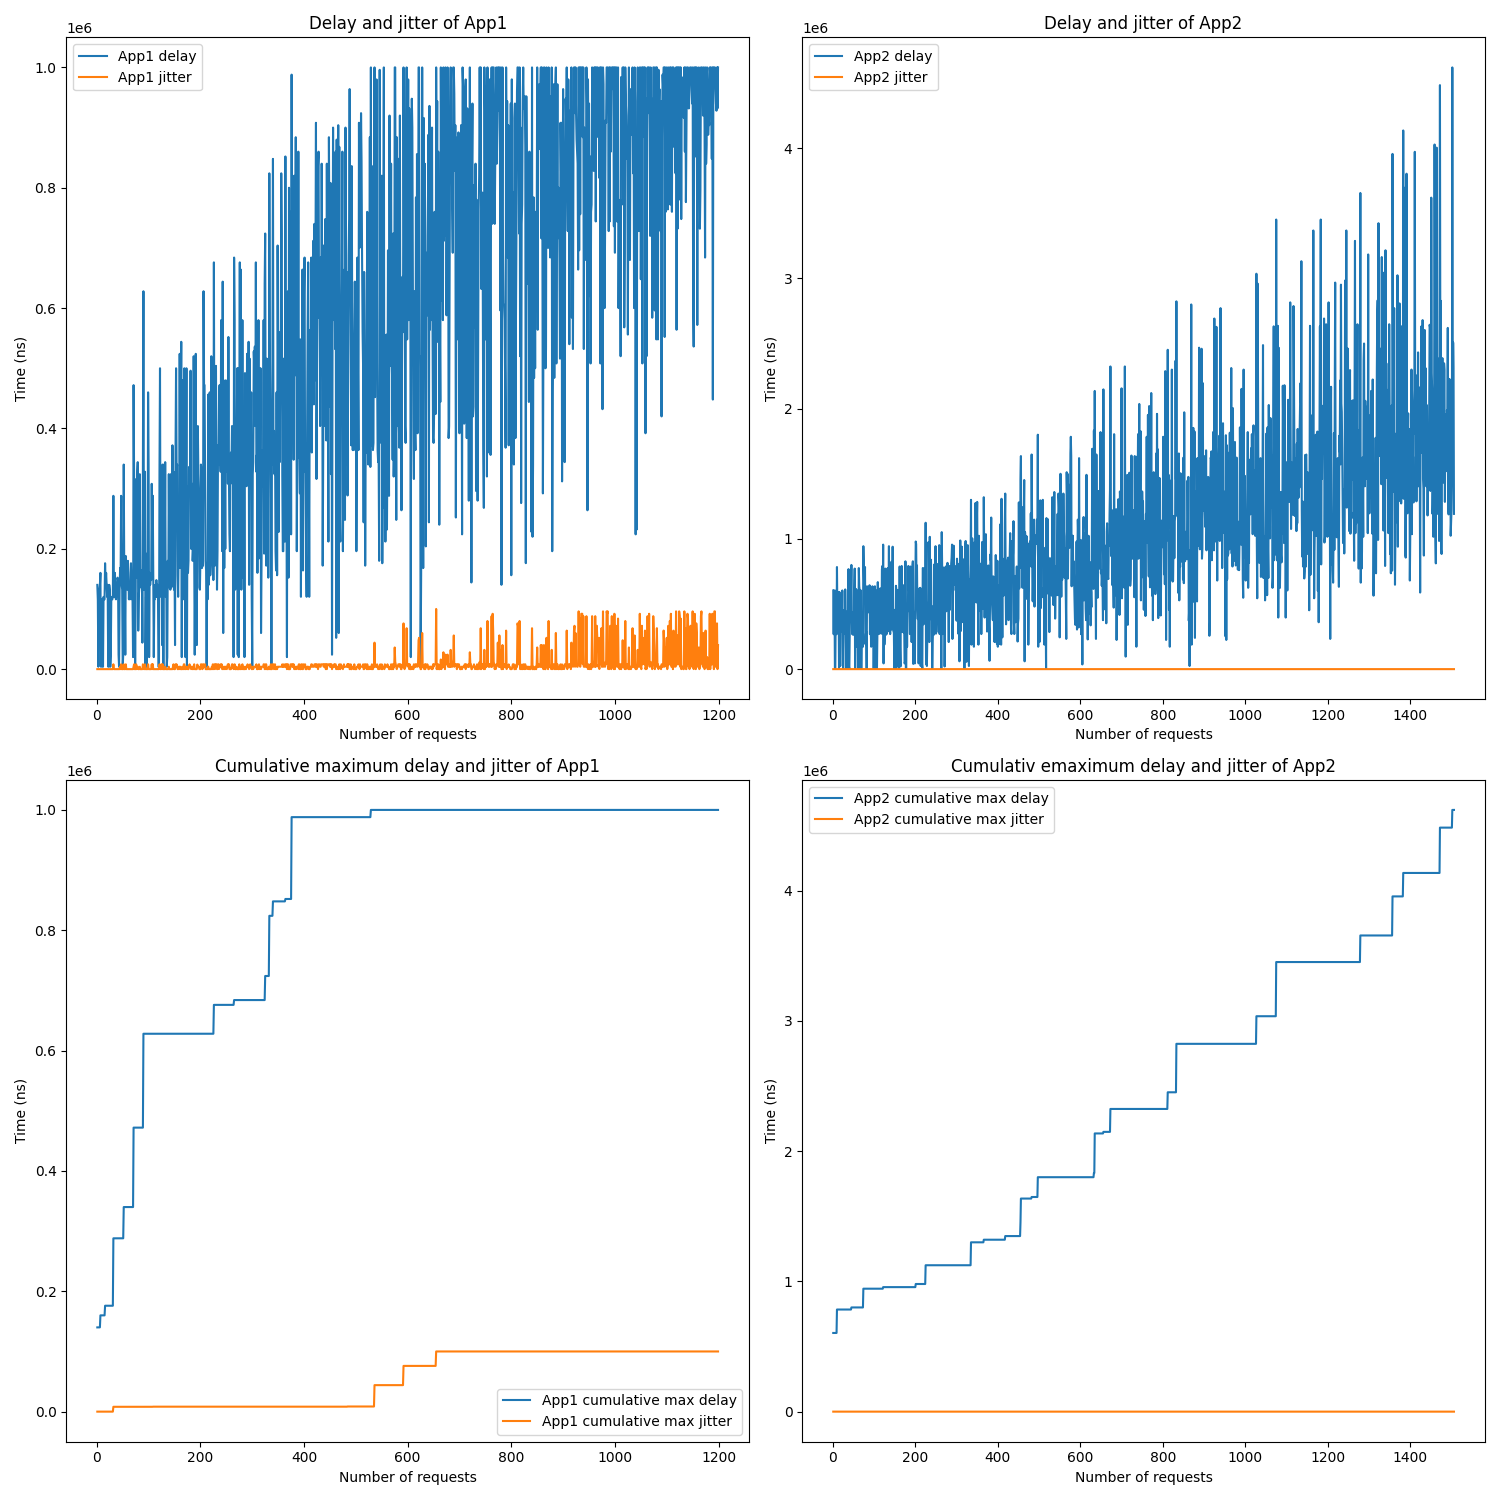 Delay and jitter of App1
1e6
App1 delay
App1 jitter
1.0
0.8
0.6
0.4
0.2
0.0
Time (ns)
0 200 400 600 800 1000 1200
Number of requests
Delay and jitter of App2
1e6
App2 delay
App2 jitter
4
3
2
1
0
Time (ns)
0 200 400 600 800 1000 1200 1400
Number of requests
Cumulative maximum delay and jitter of App1
1e6
1.0
0.8
0.6
0.4
0.2
0.0
Time (ns)
App1 cumulative max delay
App1 cumulative max jitter
0 200 400 600 800 1000 1200
Number of requests
Cumulativ emaximum delay and jitter of App2
1e6
App2 cumulative max delay
App2 cumulative max jitter
4
3
2
1
0
Time (ns)
0 200 400 600 800 1000 1200 1400
Number of requests